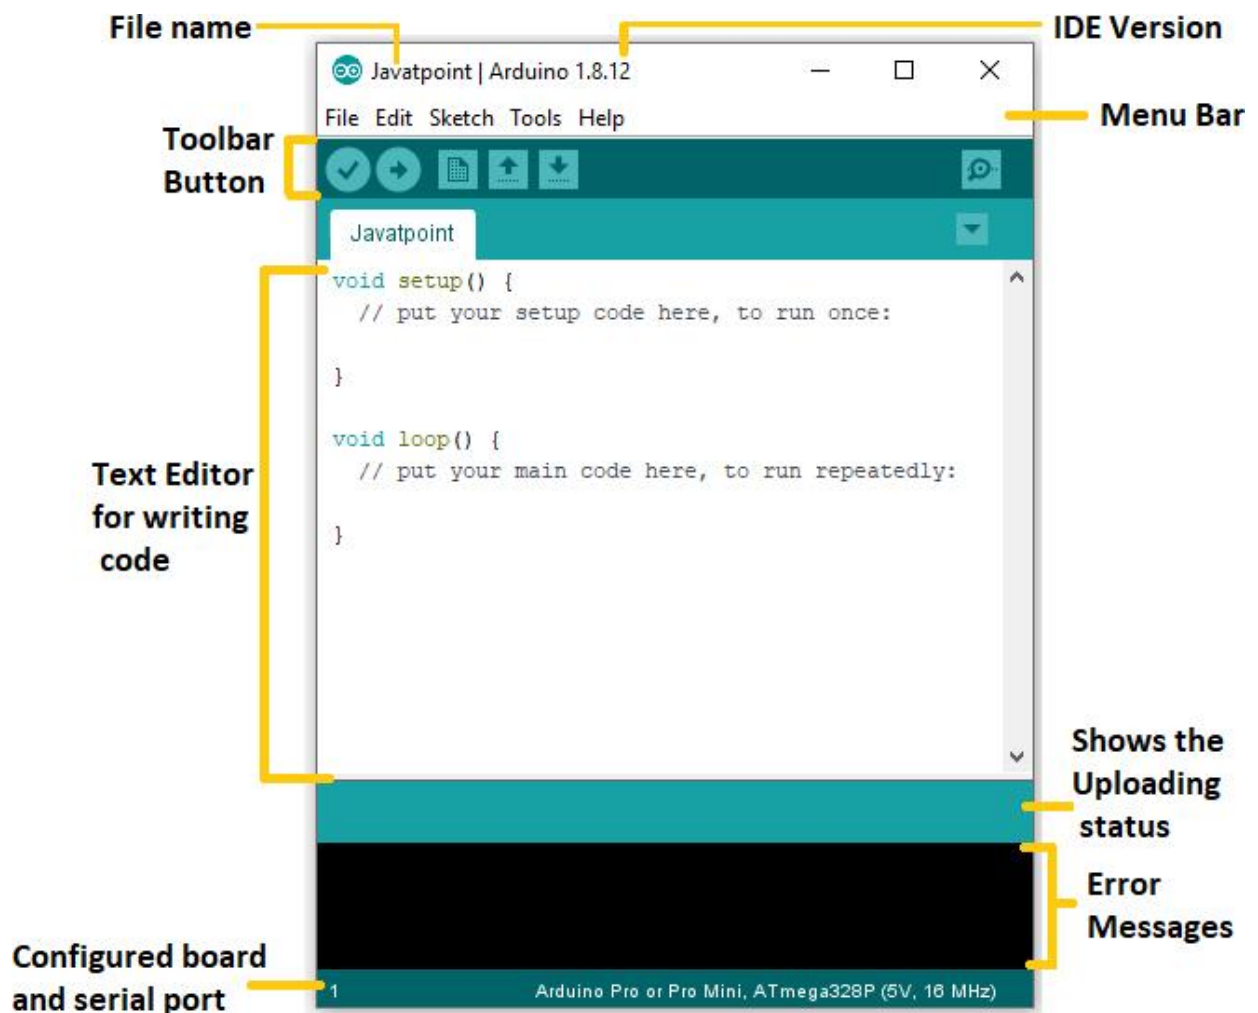 File name
IDE Version
Javatpoint | Arduino 1.8.12
File Edit Sketch Tools Help
Menu Bar
Toolbar
Button
Javatpoint
void setup() {
  // put your setup code here, to run once:
}
void loop() {
  // put your main code here, to run repeatedly:
}
Text Editor
for writing
code
Shows the
Uploading
status
Error
Messages
Configured board
and serial port
1
Arduino Pro or Pro Mini, ATmega328P (5V, 16 MHz)